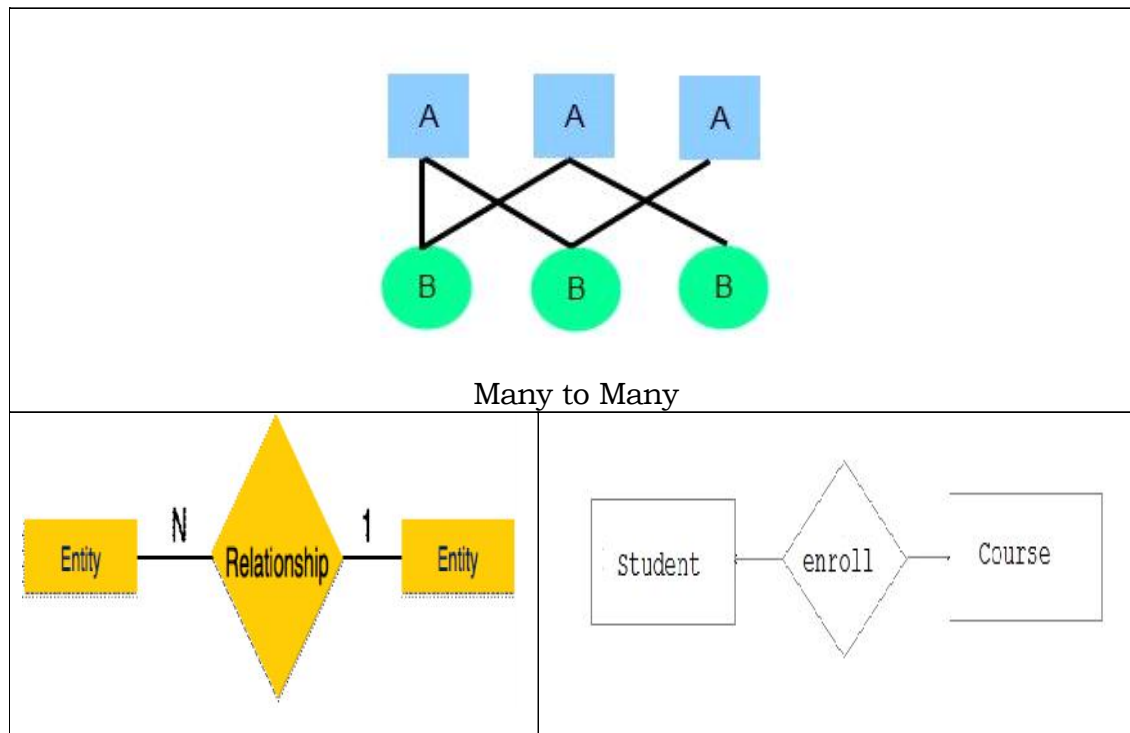 A A A
B B B
Many to Many
N 1
Entity Relationship Entity
Student enroll Course